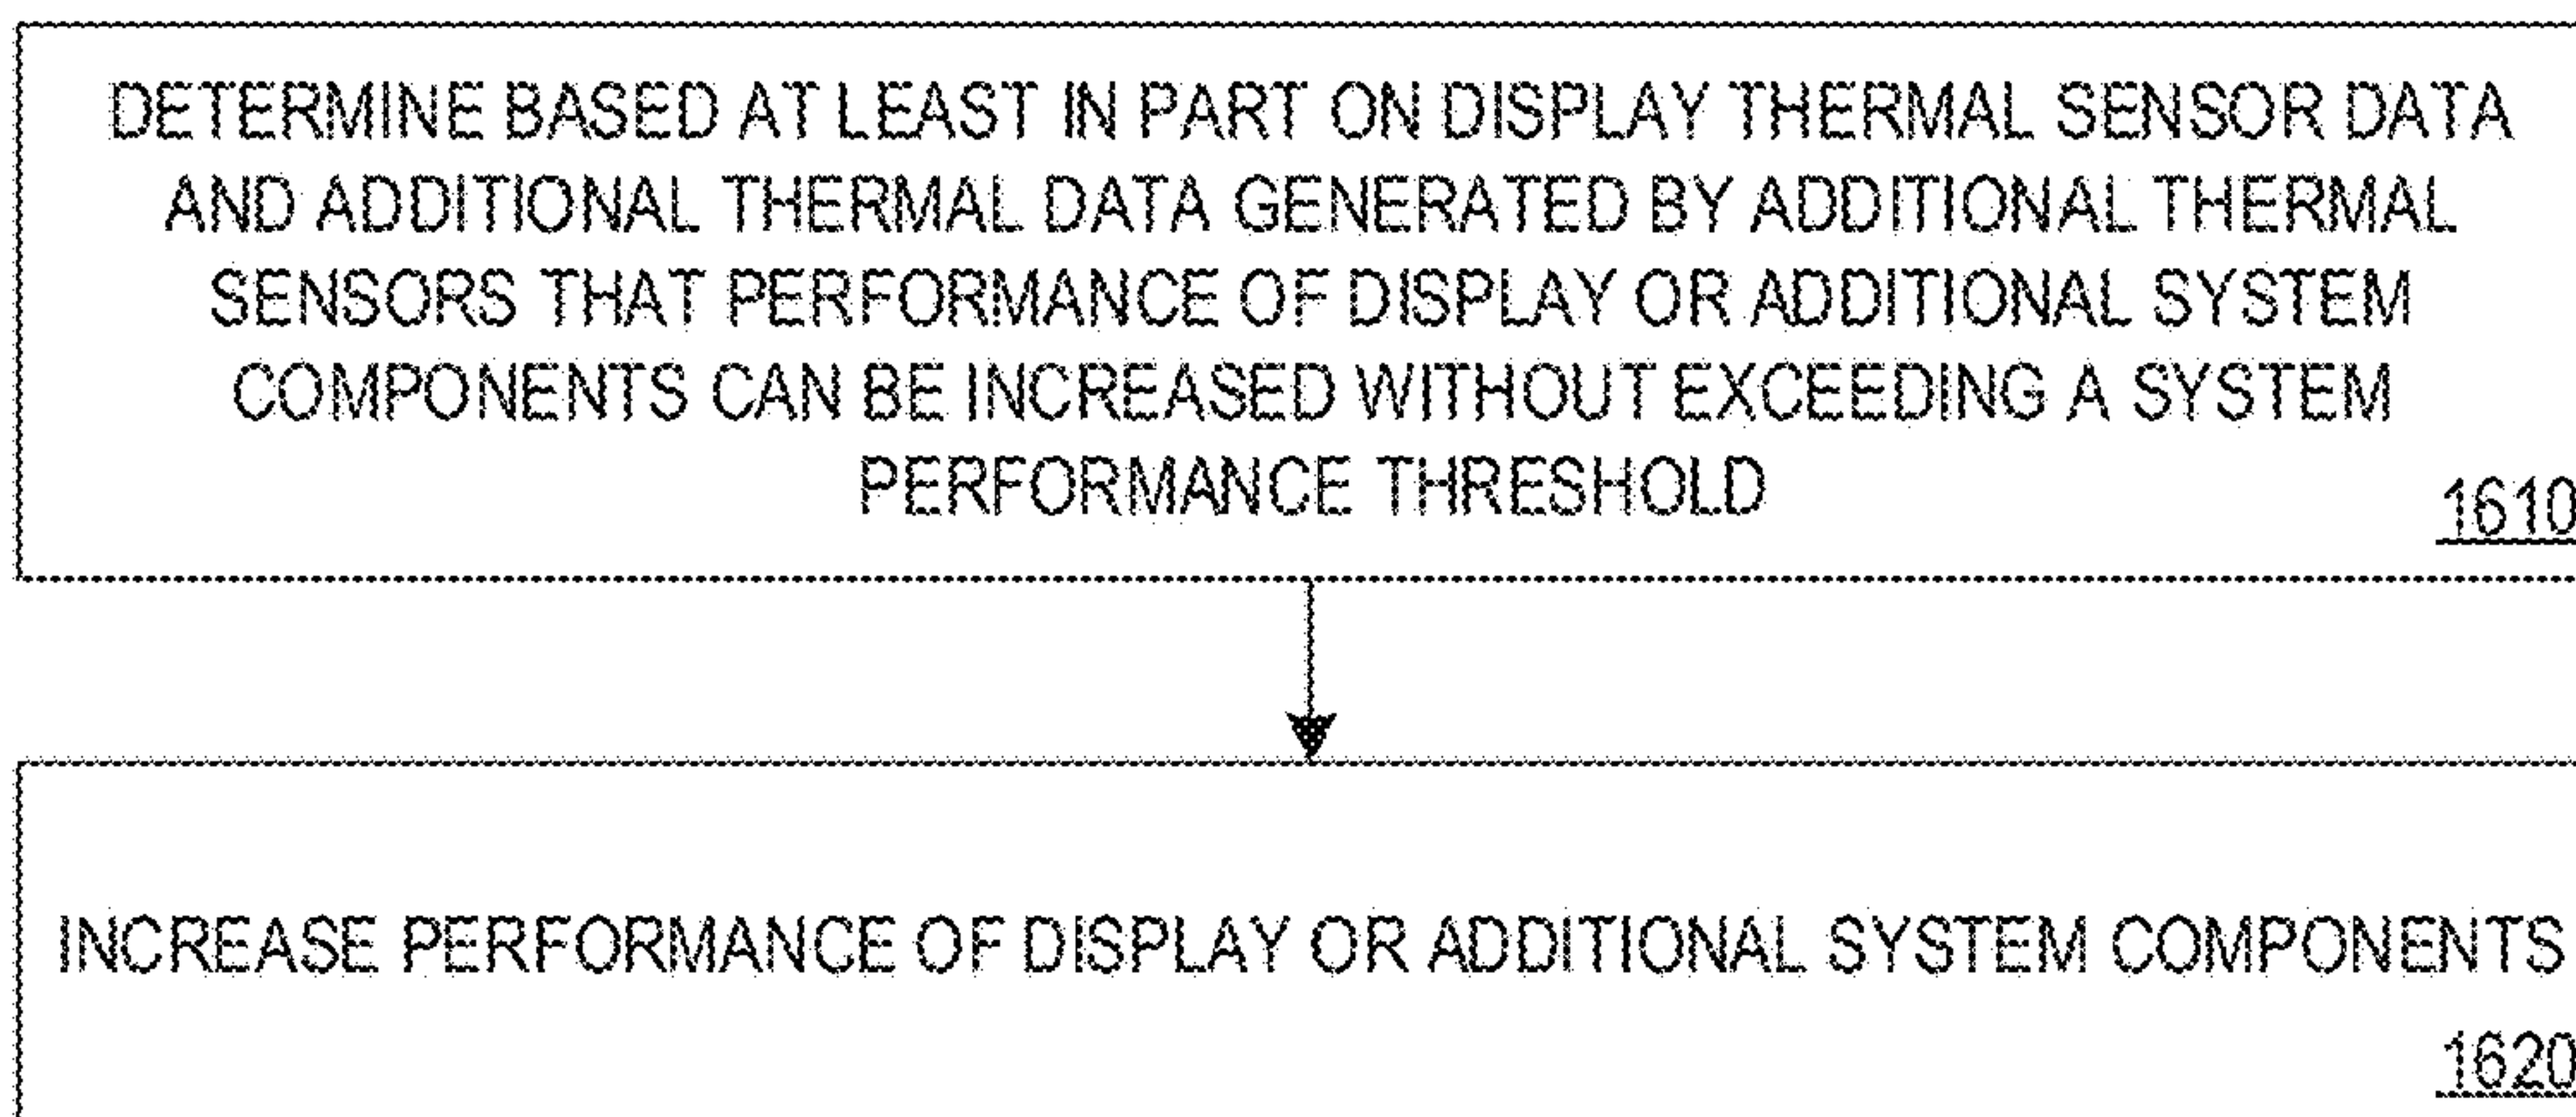 DETERMINE BASED AT LEAST IN PART ON DISPLAY THERMAL SENSOR DATA
AND ADDITIONAL THERMAL DATA GENERATED BY ADDITIONAL THERMAL
SENSORS THAT PERFORMANCE OF DISPLAY OR ADDITIONAL SYSTEM
COMPONENTS CAN BE INCREASED WITHOUT EXCEEDING A SYSTEM
PERFORMANCE THRESHOLD
1610
INCREASE PERFORMANCE OF DISPLAY OR ADDITIONAL SYSTEM COMPONENTS
1620